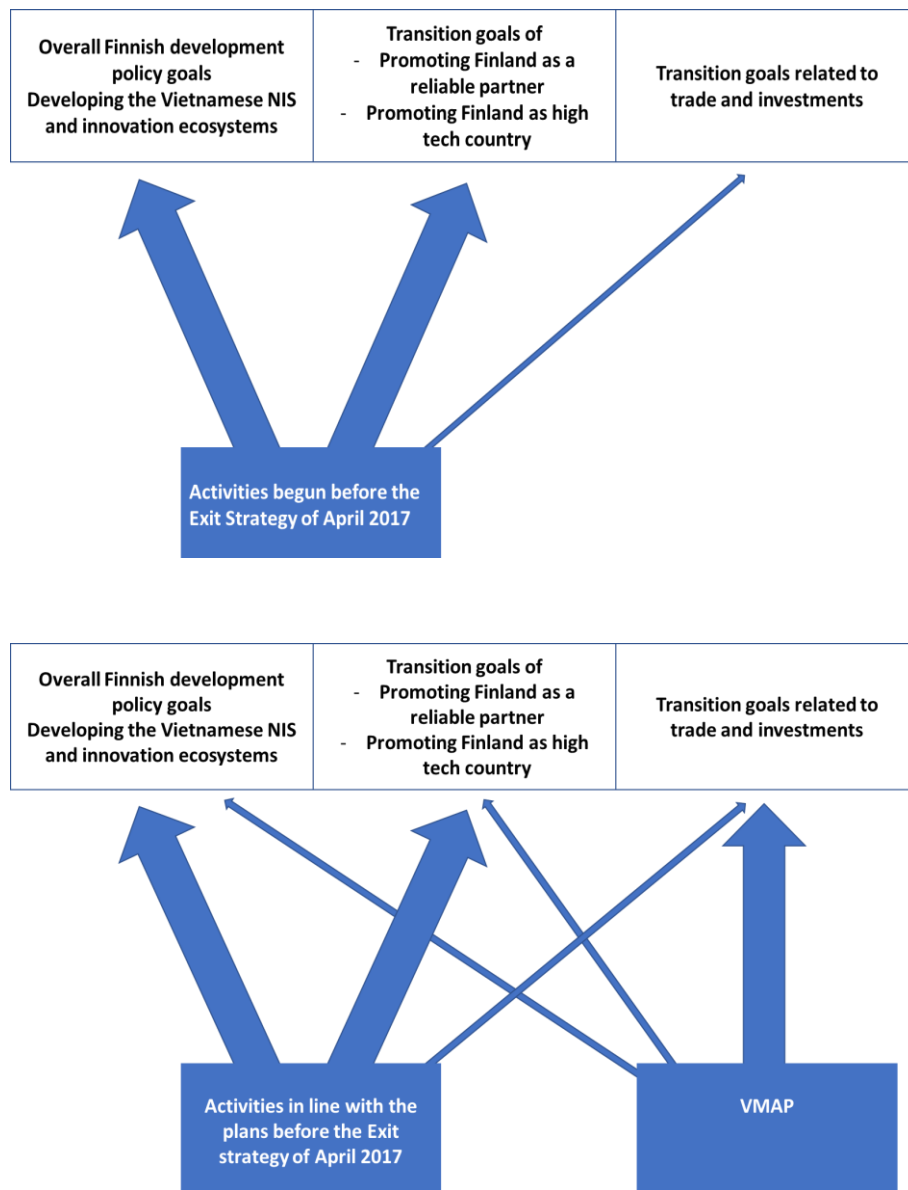 Overall Finnish development
policy goals
Developing the Vietnamese NIS
and innovation ecosystems
Transition goals of
- Promoting Finland as a
reliable partner
- Promoting Finland as high
tech country
Transition goals related to
trade and investments
Activities begun before the
Exit Strategy of April 2017
Overall Finnish development
policy goals
Developing the Vietnamese NIS
and innovation ecosystems
Transition goals of
- Promoting Finland as a
reliable partner
- Promoting Finland as high
tech country
Transition goals related to
trade and investments
Activities in line with the
plans before the Exit
strategy of April 2017
VMAP